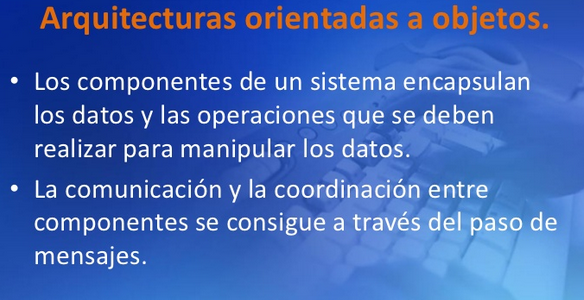 Arquitecturas orientadas a objetos.
• Los componentes de un sistema encapsulan
los datos y las operaciones que se deben
realizar para manipular los datos.
• La comunicación y la coordinación entre
componentes se consigue a través del paso de
mensajes.